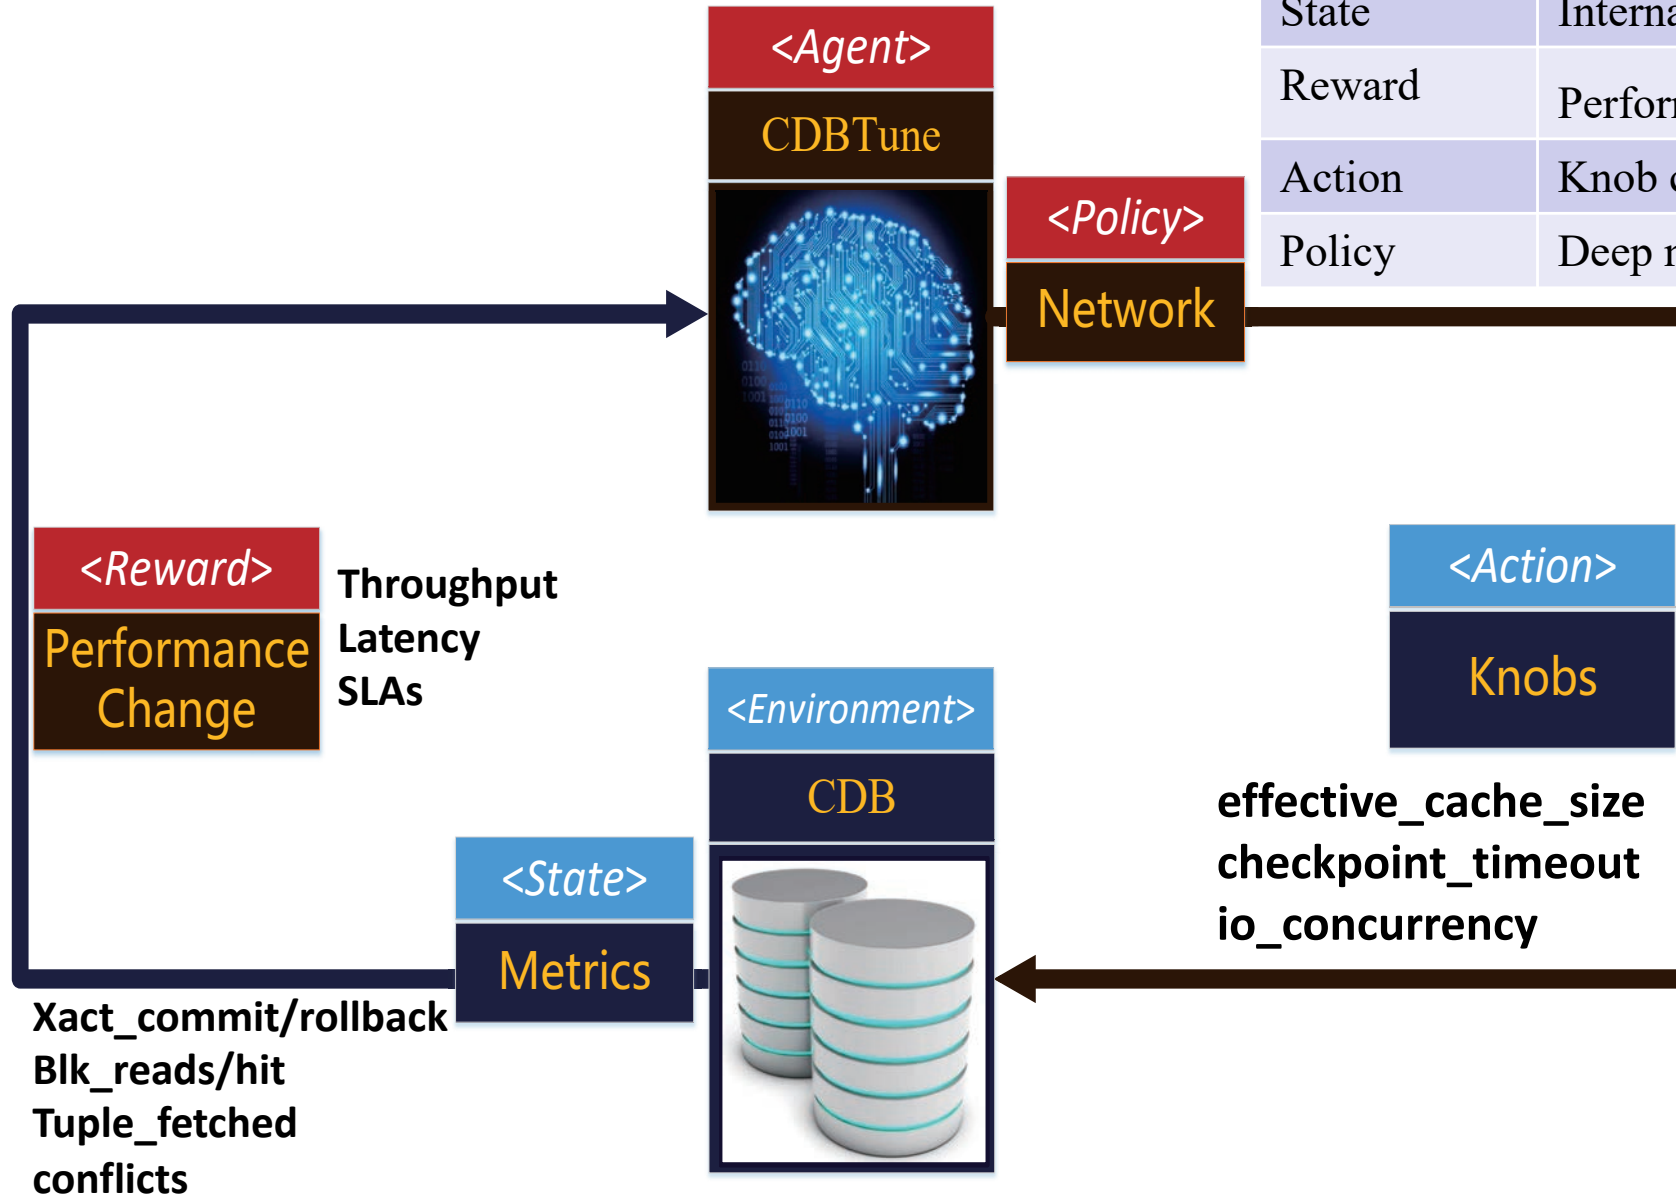 <Agent>
CDBTune
<Policy>
Network
State
Reward
Action Knob
Policy Deep
<Reward>
Performance
Change
Throughput
Latency
SLAs
<Action>
Knobs
effective_cache_size
checkpoint_timeout
io_concurrency
<Environment>
CDB
<State>
Metrics
Xact_commit/rollback
Blk_reads/hit
Tuple_fetched
conflicts